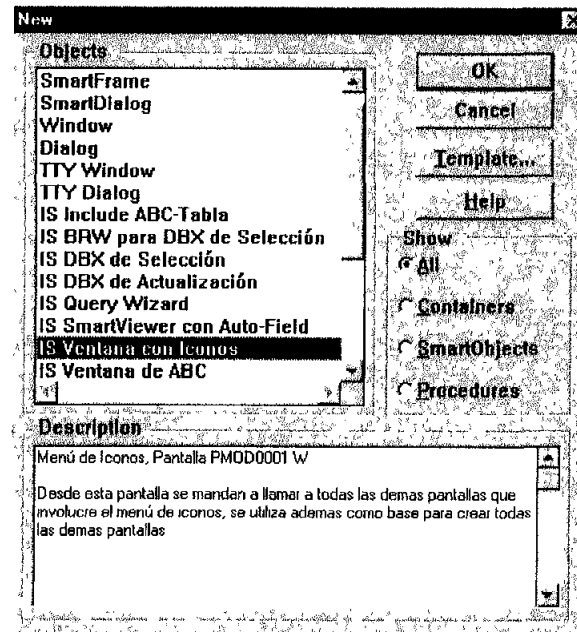 New
Objects
SmartFrame
SmartDialog
Window
Dialog
TTY Window
TTY Dialog
IS Include ABC-Tabla
IS BRW para DBX de Selección
IS DBX de Selección
IS DBX de Actualización
IS Query Wizard
IS SmartViewer con Auto-Field
IS Ventana con Iconos
IS Ventana de ABC
OK
Cancel
Template...
Help
Show
All
Containers
SmartObjects
Procedures
Description
Menú de Iconos, Pantalla PMOD0001 W
Desde esta pantalla se mandan a llamar a todas las demas pantallas que
involucre el menú de iconos, se utiliza ademas como base para crear todas
las demas pantallas